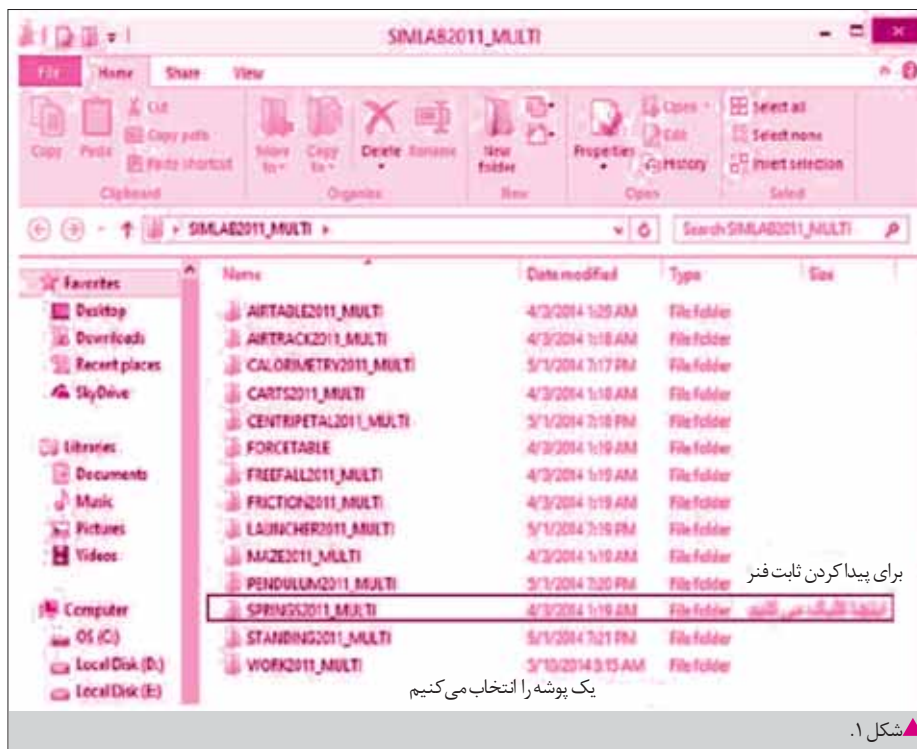 SIMLAB2011_MULTI
File Home Share View
Copy Paste
Cut
Copy path
Paste shortcut
Move to Copy to Delete Rename
New folder
Properties
Open
Edit
History
Select all
Select none
Invert selection
Clipboard Organize New Open Select
SIMLAB2011_MULTI
Search SIMLAB2011_MULTI
Favorites
Desktop
Downloads
Recent places
SkyDrive
Libraries
Documents
Music
Pictures
Videos
Computer
OS (C:)
Local Disk (D:)
Local Disk (E:)
Name Date modified Type Size
AIRTABLE2011_MULTI 4/3/2014 File folder
AIRTRACK2011_MULTI 4/3/2014 1:18 AM File folder
CALORIMETRY2011_MULTI 5/1/2014 7:17 PM File folder
CARTS2011_MULTI 4/3/2014 1:18 AM File folder
CENTRIPETAL2011_MULTI 5/1/2014 7:18 PM File folder
FORCETABLE 4/3/2014 1:19 AM File folder
FREEFALL2011_MULTI 4/3/2014 1:19 AM File folder
FRICTION2011_MULTI 4/3/2014 1:19 AM File folder
LAUNCHER2011_MULTI 5/1/2014 7:19 PM File folder
MAZE2011_MULTI 4/3/2014 1:19 AM File folder
PENDULUM2011_MULTI 5/1/2014 7:20 PM File folder
برای پیدا کردن ثابت فنر
SPRINGS2011_MULTI 4/3/2014 1:19 AM File folder
STANDING2011_MULTI 5/1/2014 7:21 PM File folder
WORK2011_MULTI 5/10/2014 3:15 AM File folder
یک پوشه را انتخاب می‌کنیم
شکل ۱.